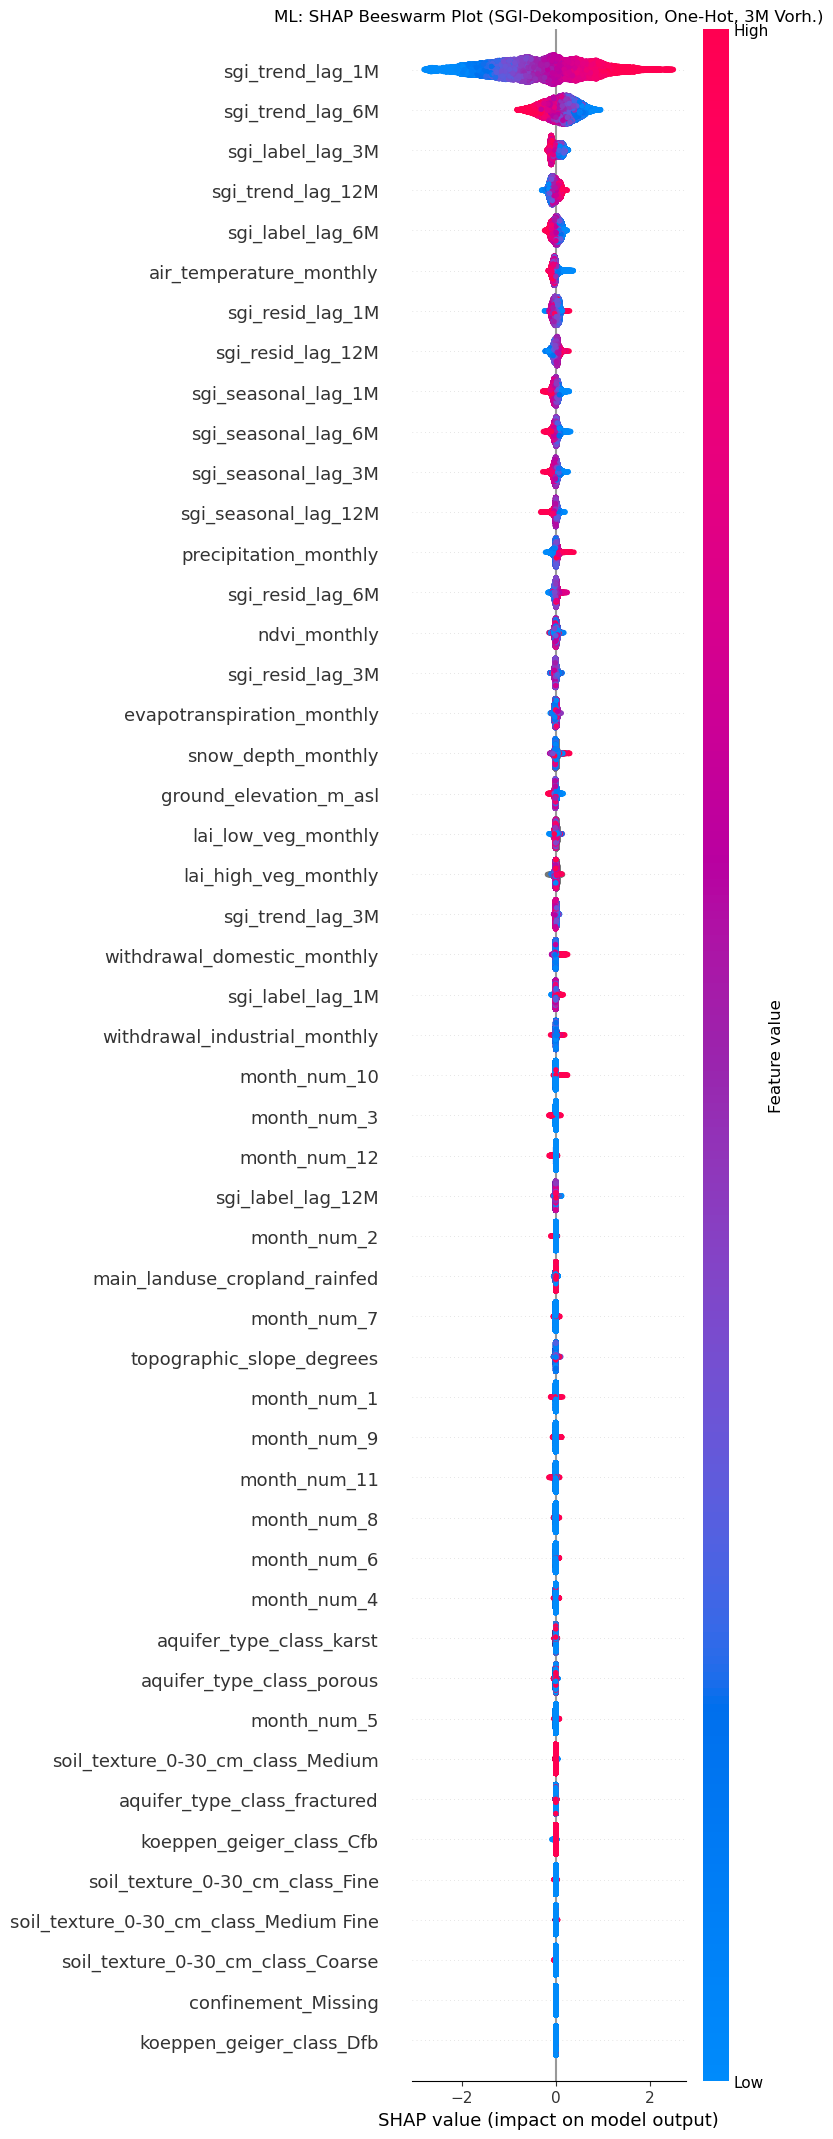 ML: SHAP Beeswarm Plot (SGI-Dekomposition, One-Hot, 3M Vorh.)
High
sgi_trend_lag_1M
sgi_trend_lag_6M
sgi_label_lag_3M
sgi_trend_lag_12M
sgi_label_lag_6M
air_temperature_monthly
sgi_resid_lag_1M
sgi_resid_lag_12M
sgi_seasonal_lag_1M
sgi_seasonal_lag_6M
sgi_seasonal_lag_3M
sgi_seasonal_lag_12M
precipitation_monthly
sgi_resid_lag_6M
ndvi_monthly
sgi_resid_lag_3M
evapotranspiration_monthly
snow_depth_monthly
ground_elevation_m_asl
lai_low_veg_monthly
lai_high_veg_monthly
sgi_trend_lag_3M
withdrawal_domestic_monthly
sgi_label_lag_1M
withdrawal_industrial_monthly
month_num_10
month_num_3
month_num_12
sgi_label_lag_12M
month_num_2
main_landuse_cropland_rainfed
month_num_7
topographic_slope_degrees
month_num_1
month_num_9
month_num_11
month_num_8
month_num_6
month_num_4
aquifer_type_class_karst
aquifer_type_class_porous
month_num_5
soil_texture_0-30_cm_class_Medium
aquifer_type_class_fractured
koeppen_geiger_class_Cfb
soil_texture_0-30_cm_class_Fine
soil_texture_0-30_cm_class_Medium Fine
soil_texture_0-30_cm_class_Coarse
confinement_Missing
koeppen_geiger_class_Dfb
Feature value
Low
−2 0 2
SHAP value (impact on model output)